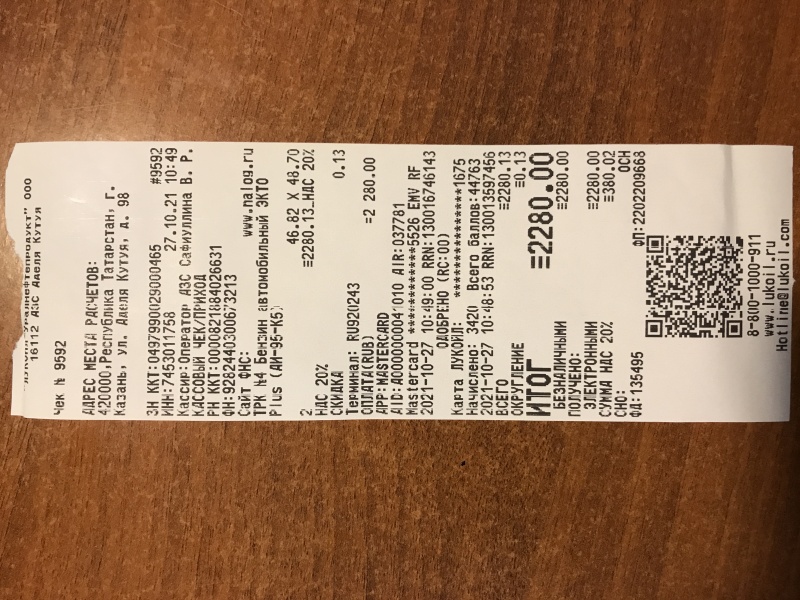 "Лукойл-Уралнефтепродукт" ООО
16112 АЗС Аделя Кутуя
Чек № 9592
АДРЕС МЕСТА РАСЧЕТОВ:
420000,Республика Татарстан, г.
Казань, ул. Аделя Кутуя, д. 98
ЗН ККТ:0497990029000465 #9592
ИНН:7453011758 27.10.21 10:49
Кассир:Оператор АЗС Сафиуллина В. Р.
КАССОВЫЙ ЧЕК/ПРИХОД
РН ККТ:0000821884026631
ФН:9282440300673213
Сайт ФНС: www.nalog.ru
ТРК №4 Бензин автомобильный ЭКТО
Plus (АИ-95-К5)
46.82 X 48.70
2 ≡2280.13_НДС 20%
НДС 20%
СКИДКА 0.13
Терминал: RU920243
ОПЛАТА(RUB) =2 280.00
APP:MASTERCARD
AID:A0000000041010 AIR:037781
Mastercard ************5526 EMV RF
2021-10-27 10:49:00 RRN:130016746143
ОДОБРЕНО (RC:00)
Карта ЛУКОЙЛ: **************1675
Начислено: 3420, Всего баллов:44763
2021-10-27 10:48:53 RRN:130013597456
ВСЕГО ≡2280.13
ОКРУГЛЕНИЕ ≡0.13
ИТОГ ≡2280.00
БЕЗНАЛИЧНЫМИ ≡2280.00
ПОЛУЧЕНО:
ЭЛЕКТРОННЫМИ ≡2280.00
СУММА НДС 20% ≡380.02
СНО: ОСН
ФД:135495 ФП:2202209668
8-800-1000-911
www.lukoil.ru
Hotline@lukoil.com